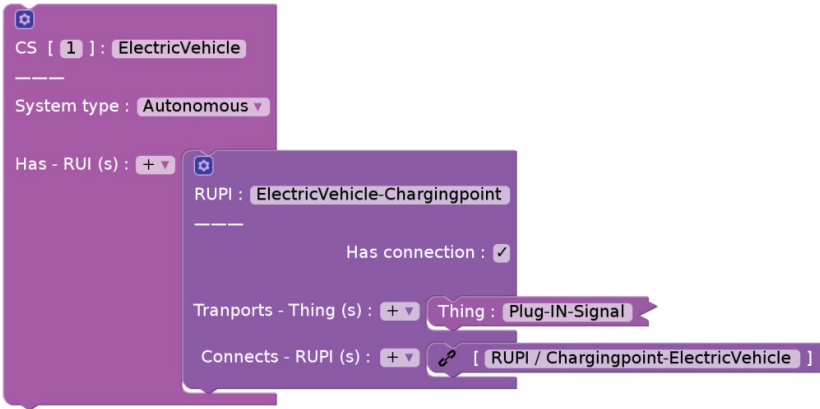 CS [ 1 ] : ElectricVehicle
———
System type : Autonomous ▾
Has - RUI (s) : + ▾
RUPI : ElectricVehicle-Chargingpoint
———
Has connection : ✓
Tranports - Thing (s) : + ▾ Thing : Plug-IN-Signal
Connects - RUPI (s) : + ▾ [ RUPI / Chargingpoint-ElectricVehicle ]